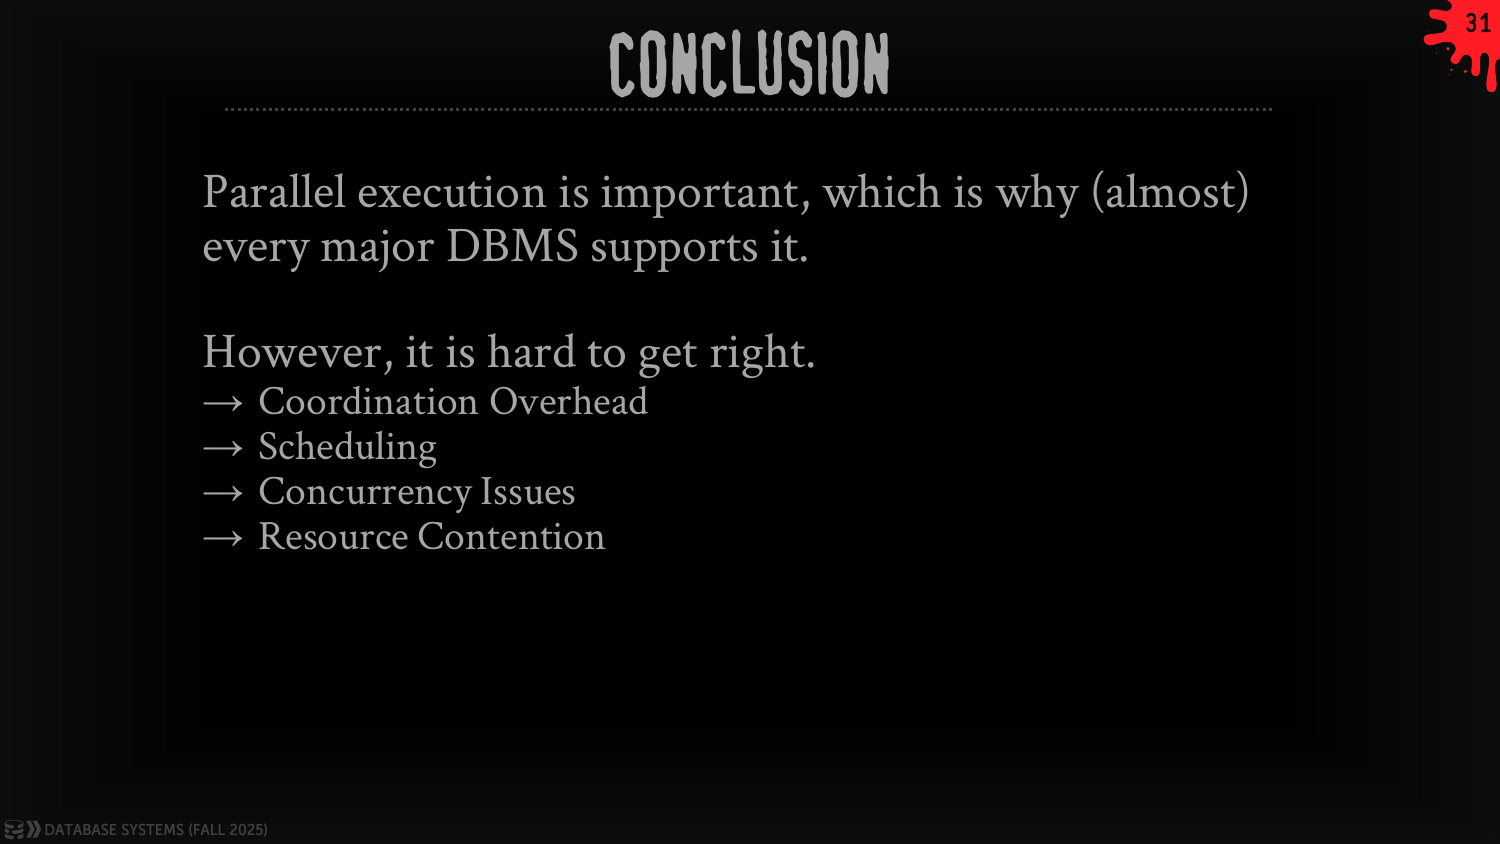 CONCLUSION
31
Parallel execution is important, which is why (almost)
every major DBMS supports it.
However, it is hard to get right.
→ Coordination Overhead
→ Scheduling
→ Concurrency Issues
→ Resource Contention
DATABASE SYSTEMS (FALL 2025)